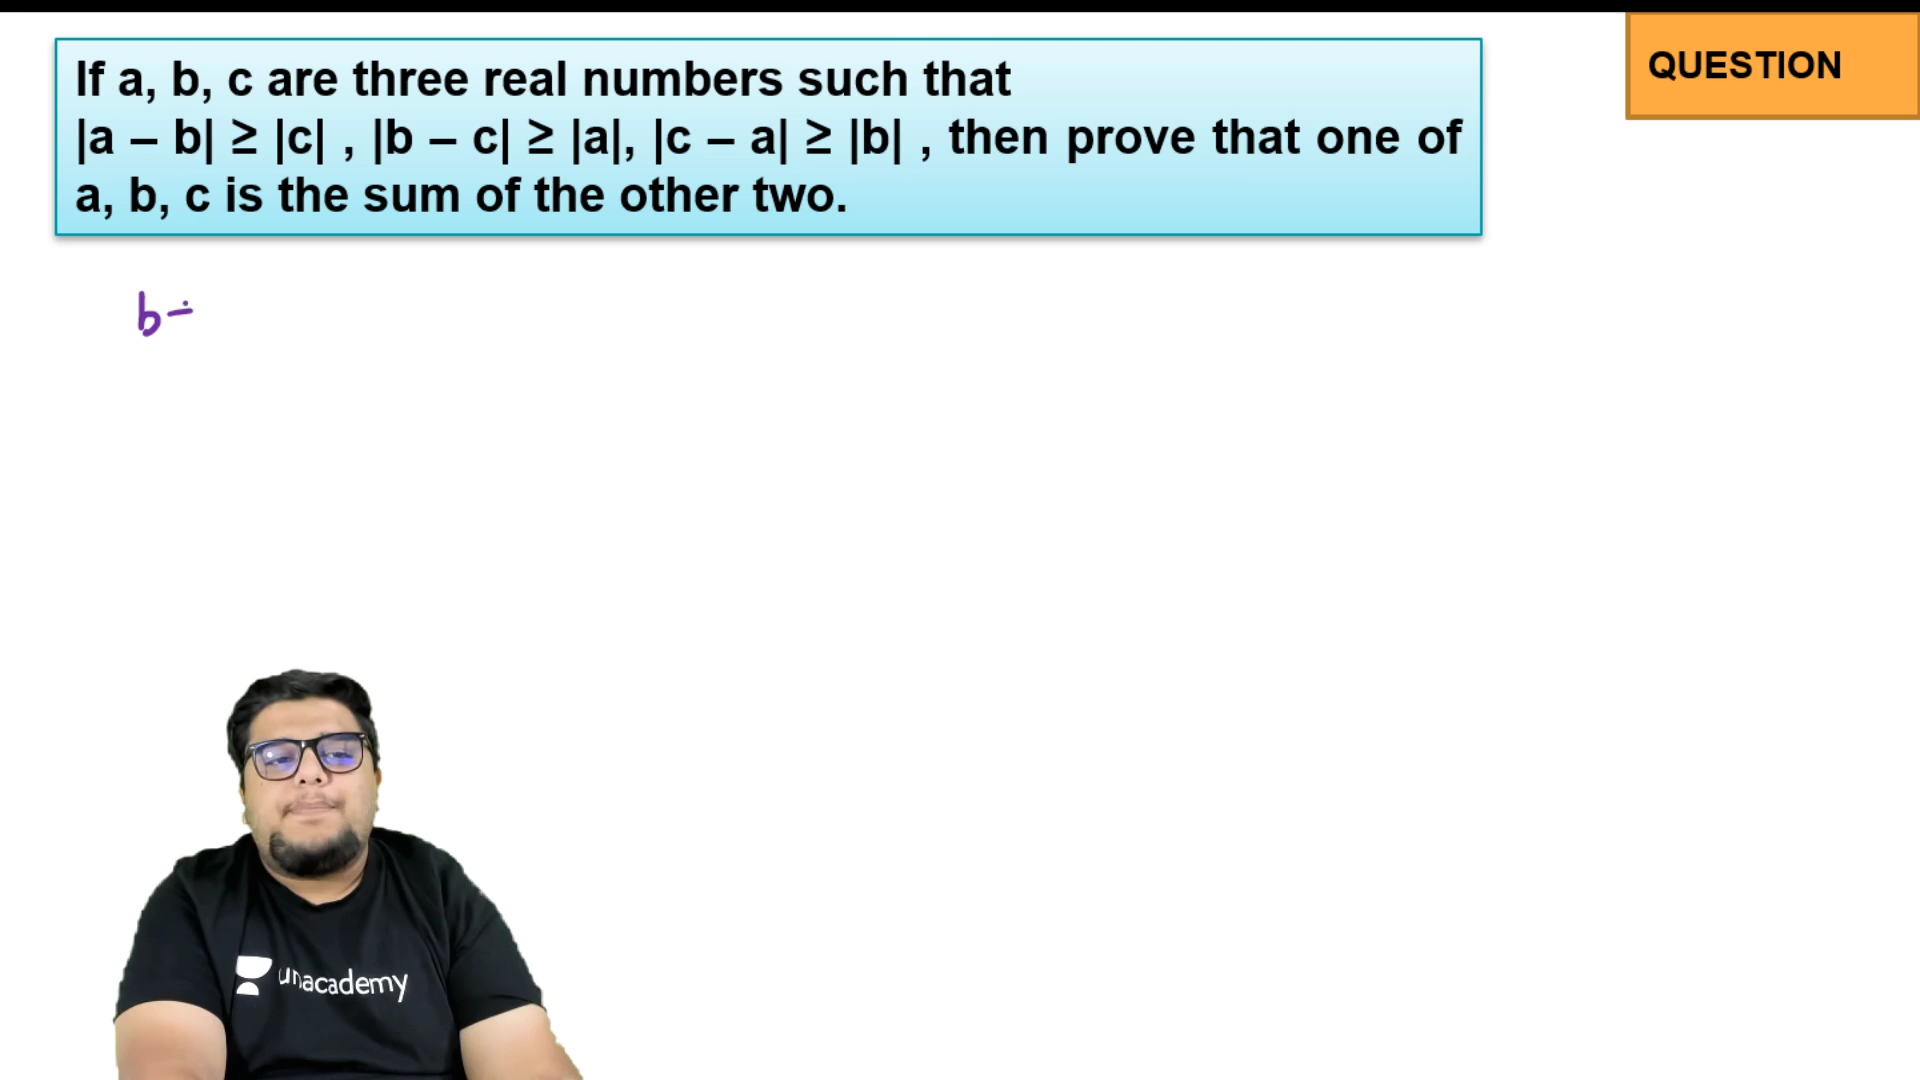 QUESTION
If a, b, c are three real numbers such that
|a – b| ≥ |c| , |b – c| ≥ |a|, |c – a| ≥ |b| , then prove that one of
a, b, c is the sum of the other two.
b-
unacademy